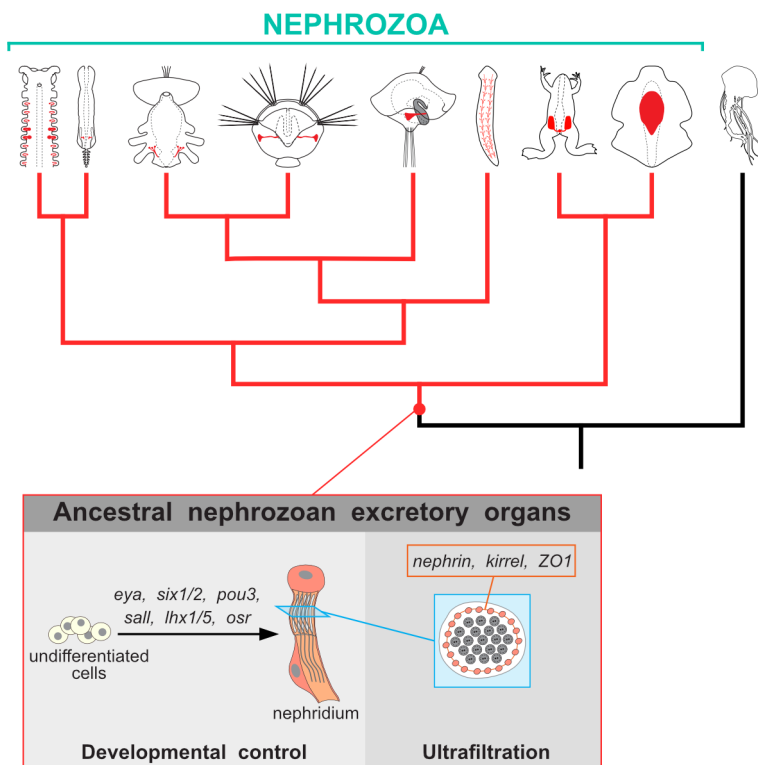 NEPHROZOA
Ancestral nephrozoan excretory organs
eya, six1/2, pou3,
sall, lhx1/5, osr
undifferentiated
cells
nephridium
Developmental control
nephrin, kirrel, ZO1
Ultrafiltration